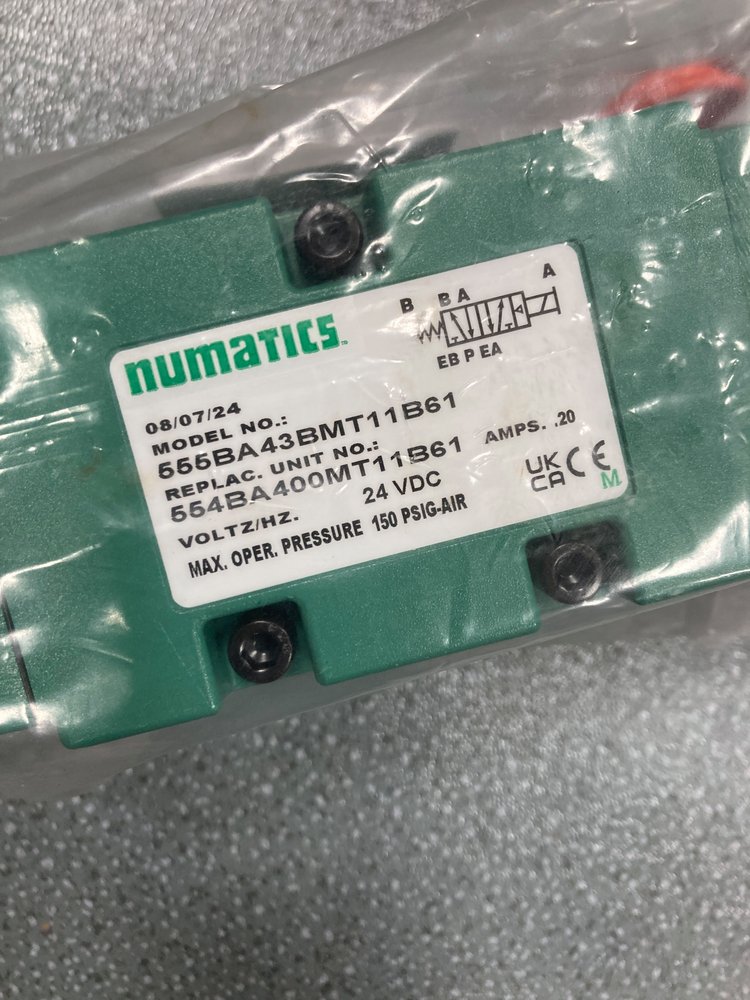 numatics
B B A A
EB P EA
08/07/24
MODEL NO.:
555BA43BMT11B61
REPLAC. UNIT NO.:
554BA400MT11B61 AMPS. .20
VOLTZ/HZ. 24 VDC
MAX. OPER. PRESSURE 150 PSIG-AIR
UK
CA CE
M